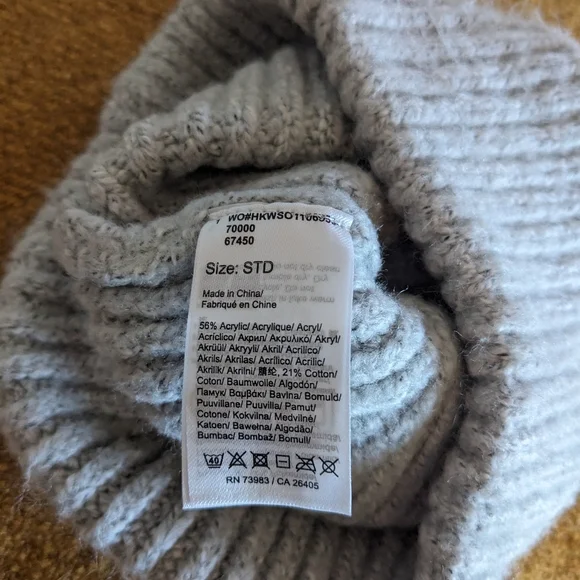 WO#HKWSO110695
70000
67450
Size: STD
Made in China/
Fabriqué en Chine
56% Acrylic/ Acrylique/ Acryl/
Acrílico/ Акрил/ Ακρυλικό/ Akryl/
Akrüül/ Akryyli/ Akril/ Acrilico/
Akrils/ Akrilas/ Acrílico/ Acrilic/
Akrilik/ Akrilni/ 腈纶, 21% Cotton/
Coton/ Baumwolle/ Algodón/
Памук/ Βαμβάκι/ Bavlna/ Bomuld/
Puuvillane/ Puuvilla/ Pamut/
Cotone/ Kokvilna/ Medvilnė/
Katoen/ Bawełna/ Algodão/
Bumbac/ Bombaž/ Bomull/
40
RN 73983 / CA 26405